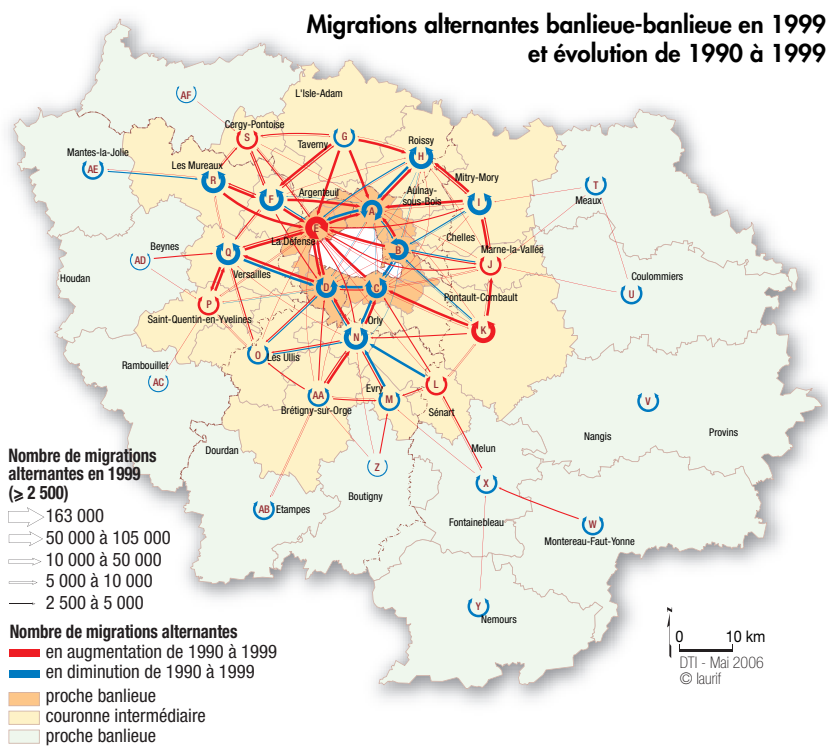 Migrations alternantes banlieue-banlieue en 1999
et évolution de 1990 à 1999
AF
L'Isle-Adam
Cergy-Pontoise
S
G
Taverny
Roissy
H
Mantes-la-Jolie
AE
Les Mureaux
R
Mitry-Mory
Argenteuil
Aulnay-
sous-Bois
F
A
I
T
Meaux
E
La Défense
B
Chelles
Beynes
AD
Q
Versailles
Marne-la-Vallée
J
Coulommiers
U
Houdan
P
D
C
Pontault-Combault
Saint-Quentin-en-Yvelines
Orly
K
N
O
Les Ullis
Rambouillet
AC
AA
Evry
M
L
Brétigny-sur-Orge
Sénart
V
Nangis
Provins
Dourdan
Melun
Z
X
Boutigny
AB
Etampes
Fontainebleau
W
Montereau-Faut-Yonne
Y
Nemours
Nombre de migrations
alternantes en 1999
(⩾ 2 500)
163 000
50 000 à 105 000
10 000 à 50 000
5 000 à 10 000
2 500 à 5 000
Nombre de migrations alternantes
en augmentation de 1990 à 1999
en diminution de 1990 à 1999
proche banlieue
couronne intermédiaire
proche banlieue
N
0 10 km
DTI - Mai 2006
© Iaurif